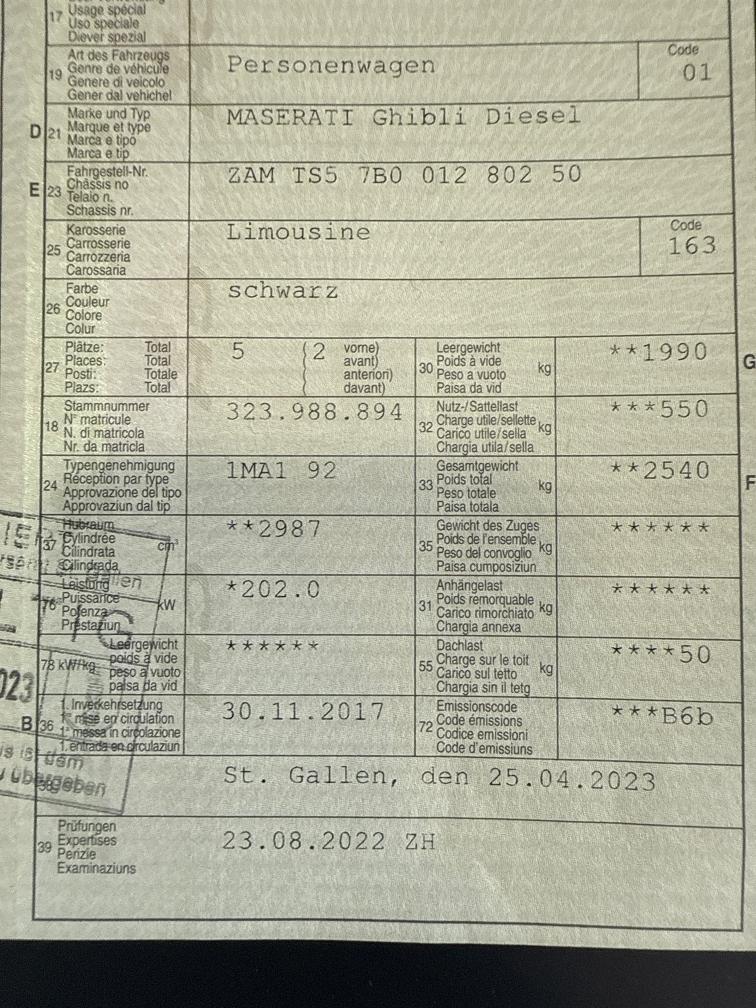 17 Usage spécial
Uso speciale
Diever spezial
19 Art des Fahrzeugs
Genre de véhicule
Genere di veicolo
Gener dal vehichel
Personenwagen
Code
01
D 21 Marke und Typ
Marque et type
Marca e tipo
Marca e tip
MASERATI Ghibli Diesel
E 23 Fahrgestell-Nr.
Châssis no
Telaio n.
Schassis nr.
ZAM TS5 7B0 012 802 50
25 Karosserie
Carrosserie
Carrozzeria
Carossaria
Limousine
Code
163
26 Farbe
Couleur
Colore
Colur
schwarz
27 Plätze: Total
Places: Total
Posti: Totale
Plazs: Total
5 (2 vorne)
avant)
anteriori)
davant)
30 Leergewicht
Poids à vide
Peso a vuoto
Paisa da vid
kg
**1990
G
18 Stammnummer
N° matricule
N. di matricola
Nr. da matricla
323.988.894
32 Nutz-/Sattellast
Charge utile/sellette
Carico utile/sella
Chargia utila/sella
kg
***550
24 Typengenehmigung
Réception par type
Approvazione del tipo
Approvaziun dal tip
1MA1 92
33 Gesamtgewicht
Poids total
Peso totale
Paisa totala
kg
**2540
F
37 Hubraum
Cylindrée
Cilindrata
Cilindrada
cm³
**2987
35 Gewicht des Zuges
Poids de l'ensemble
Peso del convoglio
Paisa cumposiziun
kg
******
76 Leistung
Puissance
Potenza
Prestaziun
kW
*202.0
31 Anhängelast
Poids remorquable
Carico rimorchiato
Chargia annexa
kg
******
78 kW/kg Leergewicht
poids à vide
peso a vuoto
paisa da vid
******
55 Dachlast
Charge sur le toit
Carico sul tetto
Chargia sin il tetg
kg
****50
B 36 1. Inverkehrsetzung
1re mise en circulation
1a messa in circolazione
1. entrada en circulaziun
30.11.2017
72 Emissionscode
Code émissions
Codice emissioni
Code d'emissiuns
***B6b
St. Gallen, den 25.04.2023
39 Prüfungen
Expertises
Perizie
Examinaziuns
23.08.2022 ZH
Gallen
SG
023
dem
übergeben